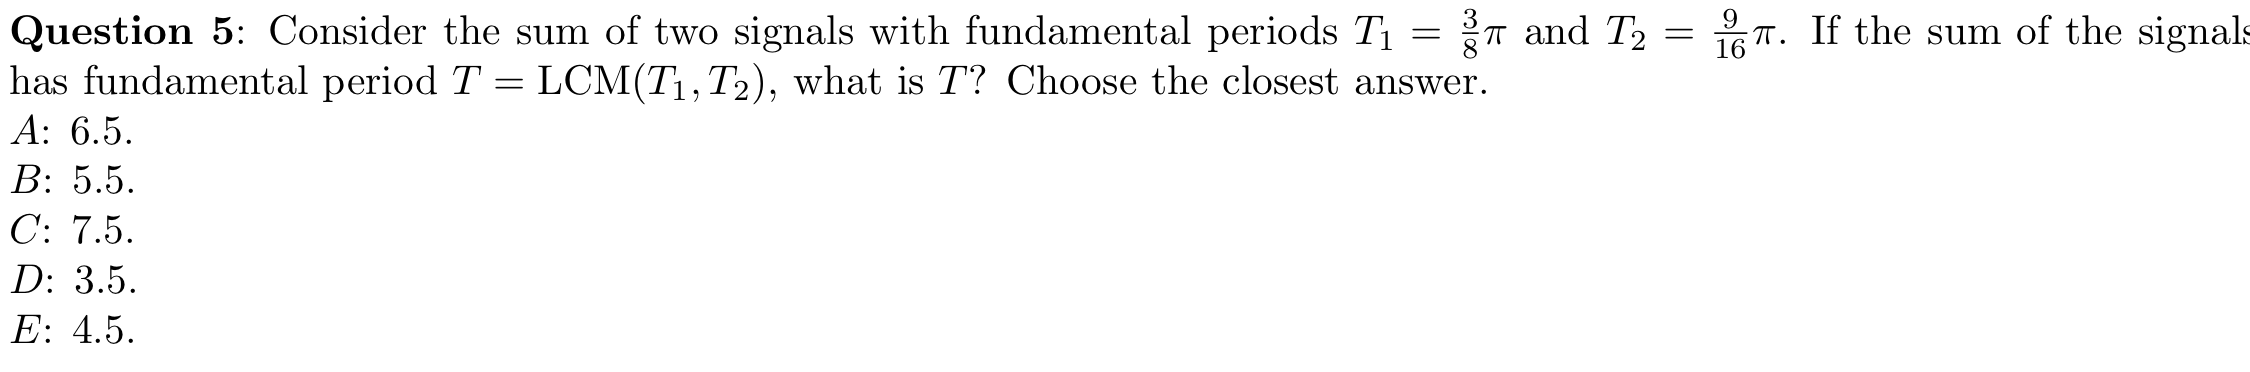 Question 5: Consider the sum of two signals with fundamental periods T₁ = 3/8 π and T₂ = 9/16 π. If the sum of the signals
has fundamental period T = LCM(T₁, T₂), what is T? Choose the closest answer.
A: 6.5.
B: 5.5.
C: 7.5.
D: 3.5.
E: 4.5.